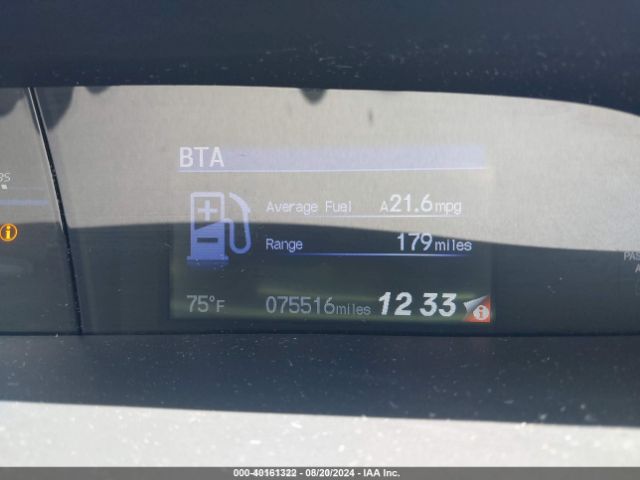 BTA
Average Fuel A21.6mpg
Range 179miles
75°F 075516miles 12 33
000-40161322 - 08/20/2024 - IAA Inc.